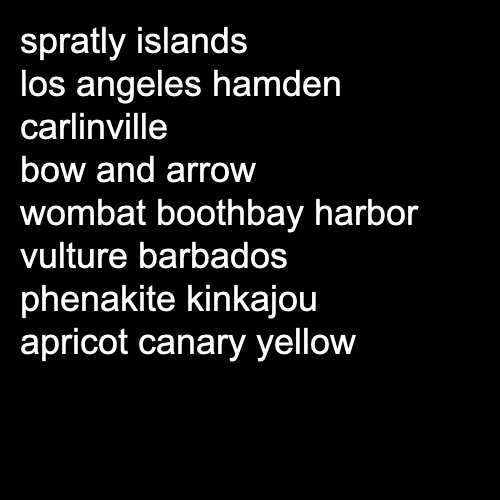 spratly islands
los angeles hamden
carlinville
bow and arrow
wombat boothbay harbor
vulture barbados
phenakite kinkajou
apricot canary yellow